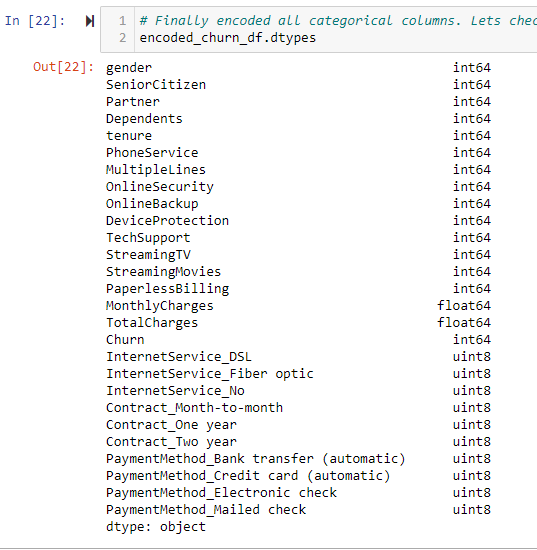 In [22]:
1 # Finally encoded all categorical columns. Lets
2 encoded_churn_df.dtypes
Out[22]: gender int64
SeniorCitizen int64
Partner int64
Dependents int64
tenure int64
PhoneService int64
MultipleLines int64
OnlineSecurity int64
OnlineBackup int64
DeviceProtection int64
TechSupport int64
StreamingTV int64
StreamingMovies int64
PaperlessBilling int64
MonthlyCharges float64
TotalCharges float64
Churn int64
InternetService_DSL uint8
InternetService_Fiber optic uint8
InternetService_No uint8
Contract_Month-to-month uint8
Contract_One year uint8
Contract_Two year uint8
PaymentMethod_Bank transfer (automatic) uint8
PaymentMethod_Credit card (automatic) uint8
PaymentMethod_Electronic check uint8
PaymentMethod_Mailed check uint8
dtype: object